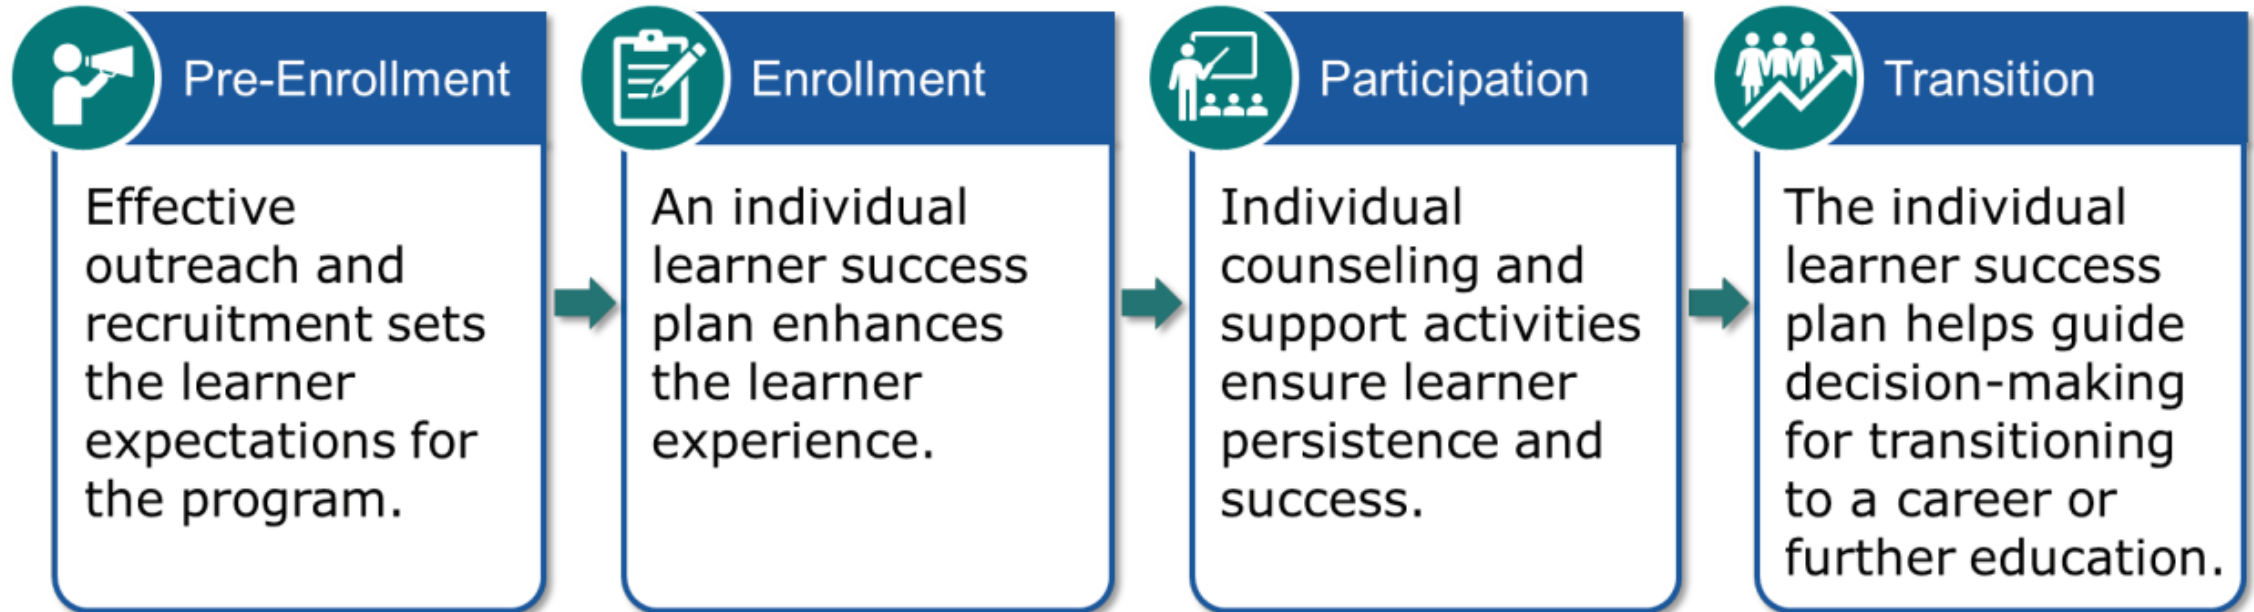 Pre-Enrollment
Effective
outreach and
recruitment sets
the learner
expectations for
the program.
Enrollment
An individual
learner success
plan enhances
the learner
experience.
Participation
Individual
counseling and
support activities
ensure learner
persistence and
success.
Transition
The individual
learner success
plan helps guide
decision-making
for transitioning
to a career or
further education.